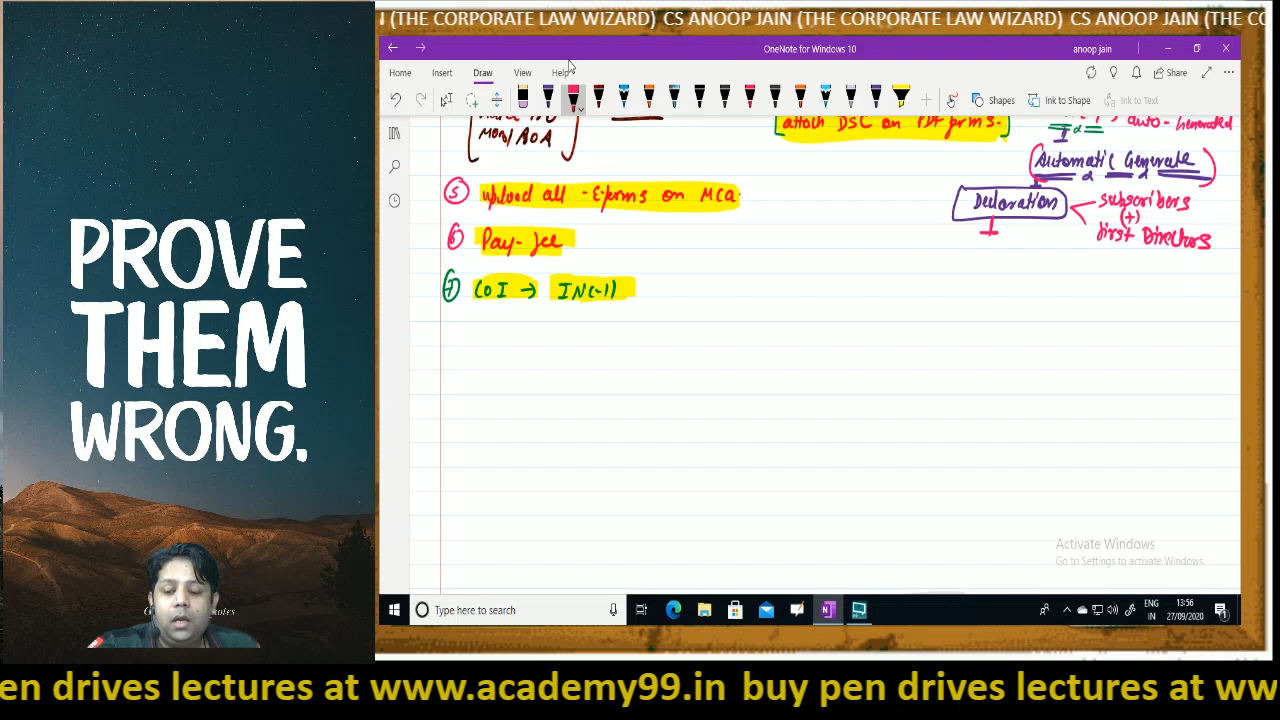 (THE CORPORATE LAW WIZARD) CS ANOOP JAIN (THE CORPORATE LAW WIZARD) CS ANOOP JAIN (THE CO
OneNote for Windows 10
anoop jain
Home Insert Draw View Help
Share
Shapes
Ink to Shape
Ink to Text
MOA/AOA
attach DSC on PDF forms.
auto-Generated
Automatic Generate
Declaration
subscribers
(+)
first Directors
5 upload all -E-forms on MCA
6 Pay-fee
7 COI → INC-11
PROVE
THEM
WRONG.
Activate Windows
Go to Settings to activate Windows.
Type here to search
ENG
IN
13:56
27/09/2020
1
en drives lectures at www.academy99.in buy pen drives lectures at ww